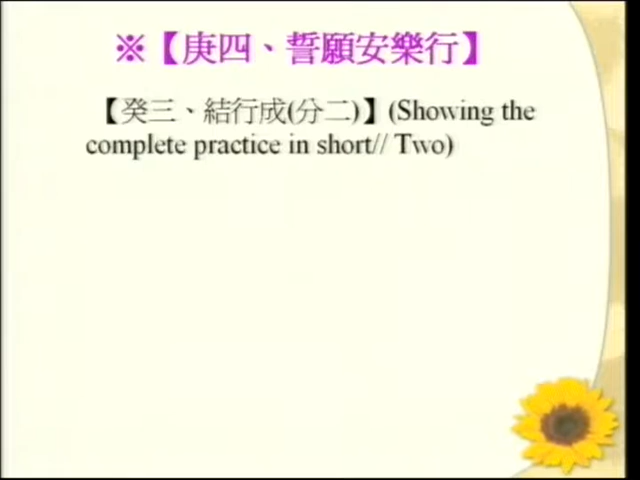 ※【庚四、誓願安樂行】
【癸三、結行成(分二)】(Showing the
complete practice in short// Two)